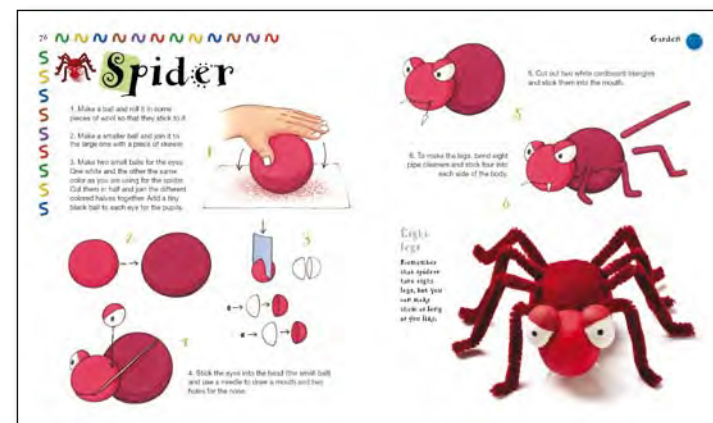 26
Spider
1. Make a ball and roll it in some
pieces of wool so that they stick to it.
2. Make a smaller ball and join it to
the large one with a piece of skewer.
3. Make two small balls for the eyes.
One white and the other the same
color as you are using for the spider.
Cut them in half and join the different
colored halves together. Add a tiny
black ball to each eye for the pupils.
1
2
3
4
4. Stick the eyes into the head (the small ball)
and use a needle to draw a mouth and two
holes for the nose.
Garden
5. Cut out two white cardboard triangles
and stick them into the mouth.
5
6. To make the legs, bend eight
pipe cleaners and stick four into
each side of the body.
6
Eight
legs
Remember
that spiders
have eight
legs, but you
can make
them as long
as you like.